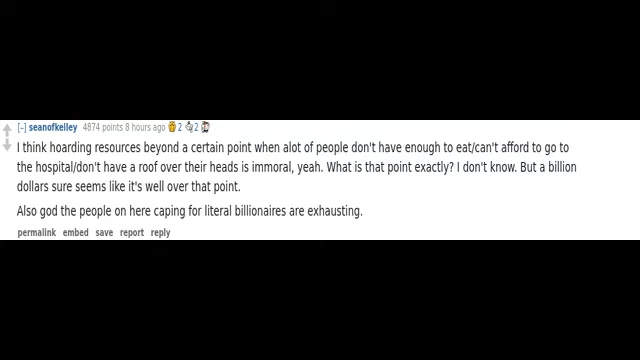 [-] seanofkelley 4874 points 8 hours ago 2 2
I think hoarding resources beyond a certain point when alot of people don't have enough to eat/can't afford to go to
the hospital/don't have a roof over their heads is immoral, yeah. What is that point exactly? I don't know. But a billion
dollars sure seems like it's well over that point.
Also god the people on here caping for literal billionaires are exhausting.
permalink embed save report reply